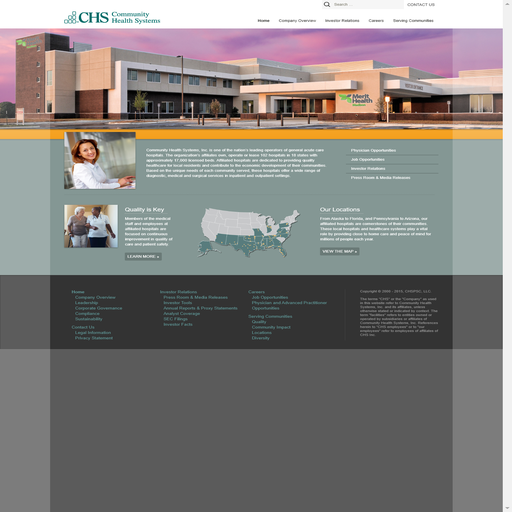 CHS Community
Health Systems
Search...
CONTACT US
Home
Company Overview
Investor Relations
Careers
Serving Communities
Merit
Health
Community Health Systems, Inc. is one of the nation's leading operators of general acute care
hospitals. The organization's affiliates own, operate or lease
hospitals in
states with
approximately
licensed beds. Affiliated hospitals are dedicated to providing quality
healthcare for local residents and contribute to the economic development of their communities.
Based on the unique needs of each community served, these hospitals offer a wide range of
diagnostic, medical and surgical services in inpatient and outpatient settings.
Physician Opportunities
Job Opportunities
Investor Relations
Press Room & Media Releases
Quality is Key
Members of the medical
staff and employees at
affiliated hospitals are
focused on continuous
improvement in quality of
care and patient safety.
LEARN MORE »
Our Locations
From Alaska to Florida, and Pennsylvania to Arizona, our
affiliated hospitals are cornerstones of their communities.
These local hospitals and healthcare systems play a vital
role by providing close to home care and peace of mind for
millions of people each year.
VIEW THE MAP »
Home
Company Overview
Leadership
Corporate Governance
Compliance
Sustainability
Contact Us
Legal Information
Privacy Statement
Investor Relations
Press Room & Media Releases
Investor Tools
Annual Reports & Proxy Statements
Analyst Coverage
SEC Filings
Investor Facts
Careers
Job Opportunities
Physician and Advanced Practitioner
Opportunities
Serving Communities
Quality
Community Impact
Locations
Diversity
Copyright ©
CHSPSC, LLC.
The terms "CHS" or the "Company" as used
in this website refer to Community Health
Systems, Inc. and its affiliates, unless
otherwise stated or indicated by context. The
term "facilities" refers to entities owned or
operated by subsidiaries or affiliates of
Community Health Systems, Inc. References
herein to "CHS employees" or to "our
employees" refer to employees of affiliates of
CHS Inc.